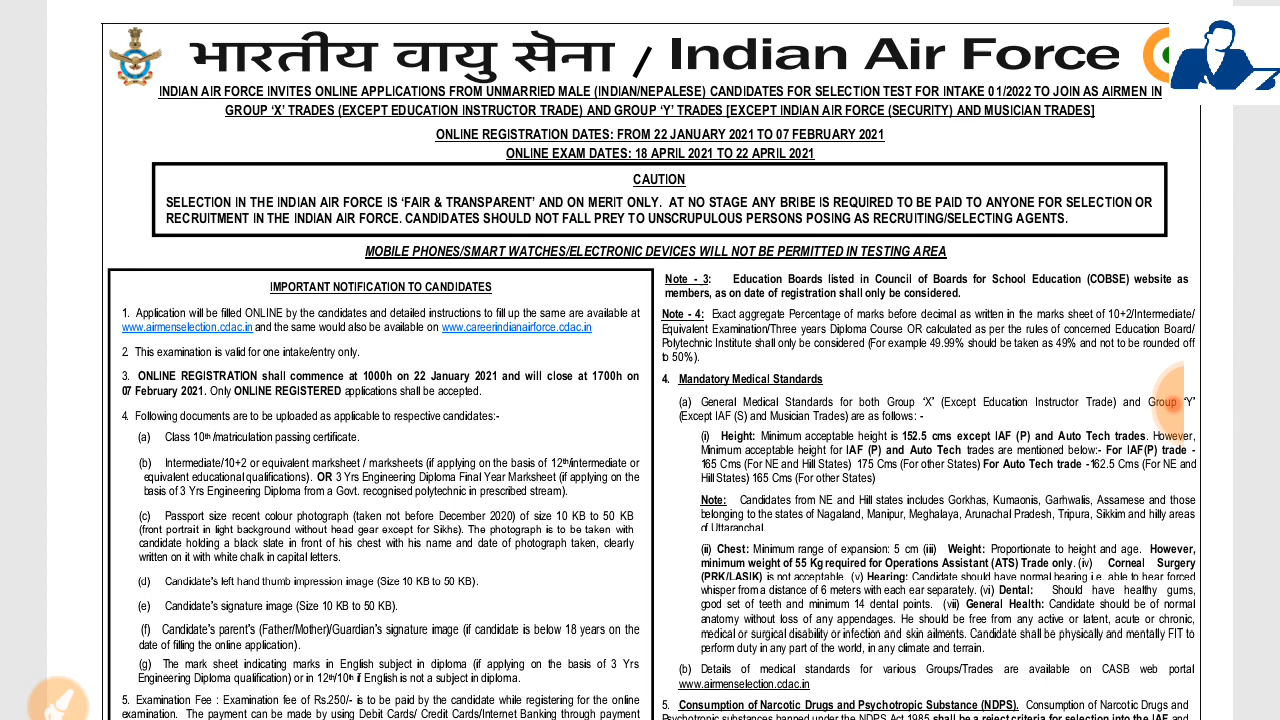 भारतीय वायु सेना / Indian Air Force
INDIAN AIR FORCE INVITES ONLINE APPLICATIONS FROM UNMARRIED MALE (INDIAN/NEPALESE) CANDIDATES FOR SELECTION TEST FOR INTAKE 01/2022 TO JOIN AS AIRMEN IN
GROUP ‘X’ TRADES (EXCEPT EDUCATION INSTRUCTOR TRADE) AND GROUP ‘Y’ TRADES [EXCEPT INDIAN AIR FORCE (SECURITY) AND MUSICIAN TRADES]
ONLINE REGISTRATION DATES: FROM 22 JANUARY 2021 TO 07 FEBRUARY 2021
ONLINE EXAM DATES: 18 APRIL 2021 TO 22 APRIL 2021
CAUTION
SELECTION IN THE INDIAN AIR FORCE IS ‘FAIR & TRANSPARENT’ AND ON MERIT ONLY. AT NO STAGE ANY BRIBE IS REQUIRED TO BE PAID TO ANYONE FOR SELECTION OR
RECRUITMENT IN THE INDIAN AIR FORCE. CANDIDATES SHOULD NOT FALL PREY TO UNSCRUPULOUS PERSONS POSING AS RECRUITING/SELECTING AGENTS.
MOBILE PHONES/SMART WATCHES/ELECTRONIC DEVICES WILL NOT BE PERMITTED IN TESTING AREA
IMPORTANT NOTIFICATION TO CANDIDATES
1. Application will be filled ONLINE by the candidates and detailed instructions to fill up the same are available at
www.airmenselection.cdac.in and the same would also be available on www.careerindianairforce.cdac.in
2. This examination is valid for one intake/entry only.
3. ONLINE REGISTRATION shall commence at 1000h on 22 January 2021 and will close at 1700h on
07 February 2021. Only ONLINE REGISTERED applications shall be accepted.
4. Following documents are to be uploaded as applicable to respective candidates:-
(a) Class 10th /matriculation passing certificate.
(b) Intermediate/10+2 or equivalent marksheet / marksheets (if applying on the basis of 12th/intermediate or
equivalent educational qualifications). OR 3 Yrs Engineering Diploma Final Year Marksheet (if applying on the
basis of 3 Yrs Engineering Diploma from a Govt. recognised polytechnic in prescribed stream).
(c) Passport size recent colour photograph (taken not before December 2020) of size 10 KB to 50 KB
(front portrait in light background without head gear except for Sikhs). The photograph is to be taken with
candidate holding a black slate in front of his chest with his name and date of photograph taken, clearly
written on it with white chalk in capital letters.
(d) Candidate’s left hand thumb impression image (Size 10 KB to 50 KB).
(e) Candidate’s signature image (Size 10 KB to 50 KB).
(f) Candidate’s parent’s (Father/Mother)/Guardian’s signature image (if candidate is below 18 years on the
date of filling the online application).
(g) The mark sheet indicating marks in English subject in diploma (if applying on the basis of 3 Yrs
Engineering Diploma qualification) or in 12th/10th if English is not a subject in diploma.
5. Examination Fee : Examination fee of Rs.250/- is to be paid by the candidate while registering for the online
examination. The payment can be made by using Debit Cards/ Credit Cards/Internet Banking through payment
Note - 3: Education Boards listed in Council of Boards for School Education (COBSE) website as
members, as on date of registration shall only be considered.
Note - 4: Exact aggregate Percentage of marks before decimal as written in the marks sheet of 10+2/Intermediate/
Equivalent Examination/Three years Diploma Course OR calculated as per the rules of concerned Education Board/
Polytechnic Institute shall only be considered (For example 49.99% should be taken as 49% and not to be rounded off
to 50%).
4. Mandatory Medical Standards
(a) General Medical Standards for both Group ‘X’ (Except Education Instructor Trade) and Group ‘Y’
(Except IAF (S) and Musician Trades) are as follows: -
(i) Height: Minimum acceptable height is 152.5 cms except IAF (P) and Auto Tech trades. However,
Minimum acceptable height for IAF (P) and Auto Tech trades are mentioned below:- For IAF(P) trade -
165 Cms (For NE and Hill States) 175 Cms (For other States) For Auto Tech trade -162.5 Cms (For NE and
Hill States) 165 Cms (For other States)
Note: Candidates from NE and Hill states includes Gorkhas, Kumaonis, Garhwalis, Assamese and those
belonging to the states of Nagaland, Manipur, Meghalaya, Arunachal Pradesh, Tripura, Sikkim and hilly areas
of Uttaranchal.
(ii) Chest: Minimum range of expansion: 5 cm (iii) Weight: Proportionate to height and age. However,
minimum weight of 55 Kg required for Operations Assistant (ATS) Trade only. (iv) Corneal Surgery
(PRK/LASIK) is not acceptable. (v) Hearing: Candidate should have normal hearing i.e. able to hear forced
whisper from a distance of 6 meters with each ear separately. (vi) Dental: Should have healthy gums,
good set of teeth and minimum 14 dental points. (vii) General Health: Candidate should be of normal
anatomy without loss of any appendages. He should be free from any active or latent, acute or chronic,
medical or surgical disability or infection and skin ailments. Candidate shall be physically and mentally FIT to
perform duty in any part of the world, in any climate and terrain.
(b) Details of medical standards for various Groups/Trades are available on CASB web portal
www.airmenselection.cdac.in
5. Consumption of Narcotic Drugs and Psychotropic Substance (NDPS). Consumption of Narcotic Drugs and
Psychotropic substances banned under the NDPS Act 1985 shall be a reject criteria for selection into the IAF and